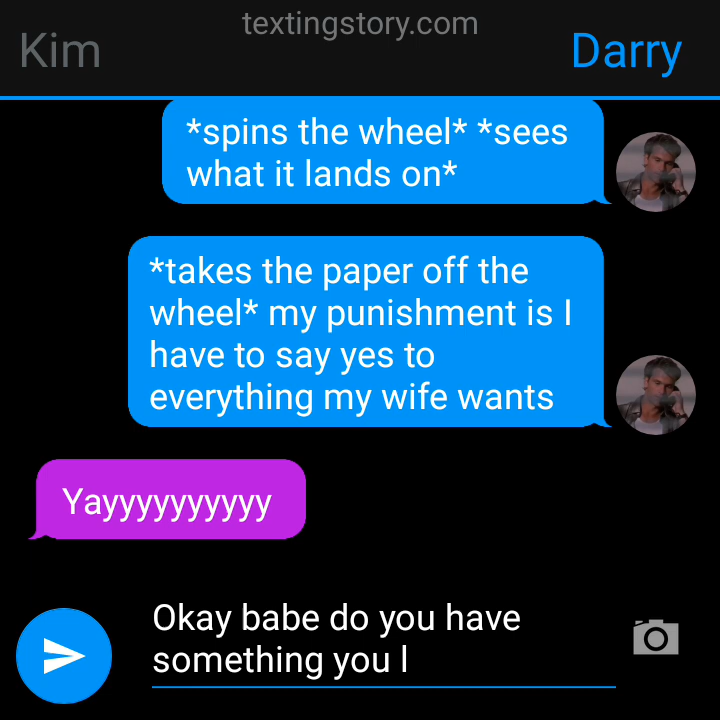 textingstory.com
Kim
Darry
*spins the wheel* *sees
what it lands on*
*takes the paper off the
wheel* my punishment is I
have to say yes to
everything my wife wants
Yayyyyyyyyyy
Okay babe do you have
something you l